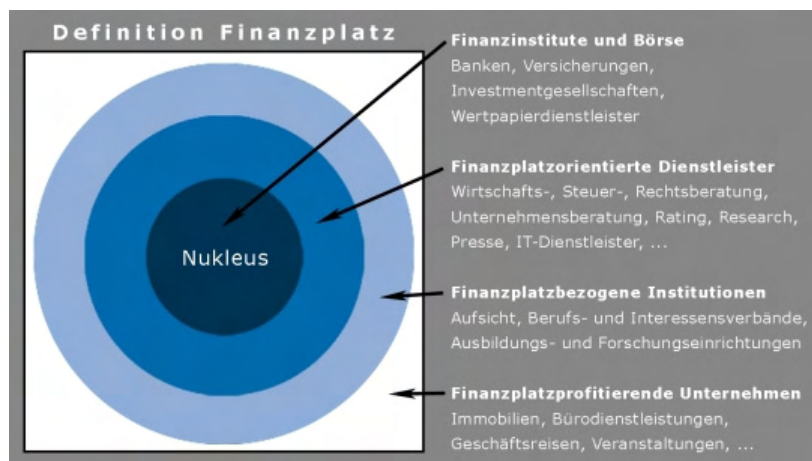 Definition Finanzplatz
Nukleus
Finanzinstitute und Börse
Banken, Versicherungen,
Investmentgesellschaften,
Wertpapierdienstleister
Finanzplatzorientierte Dienstleister
Wirtschafts-, Steuer-, Rechtsberatung,
Unternehmensberatung, Rating, Research,
Presse, IT-Dienstleister, ...
Finanzplatzbezogene Institutionen
Aufsicht, Berufs- und Interessensverbände,
Ausbildungs- und Forschungseinrichtungen
Finanzplatzprofitierende Unternehmen
Immobilien, Bürodienstleistungen,
Geschäftsreisen, Veranstaltungen, ...